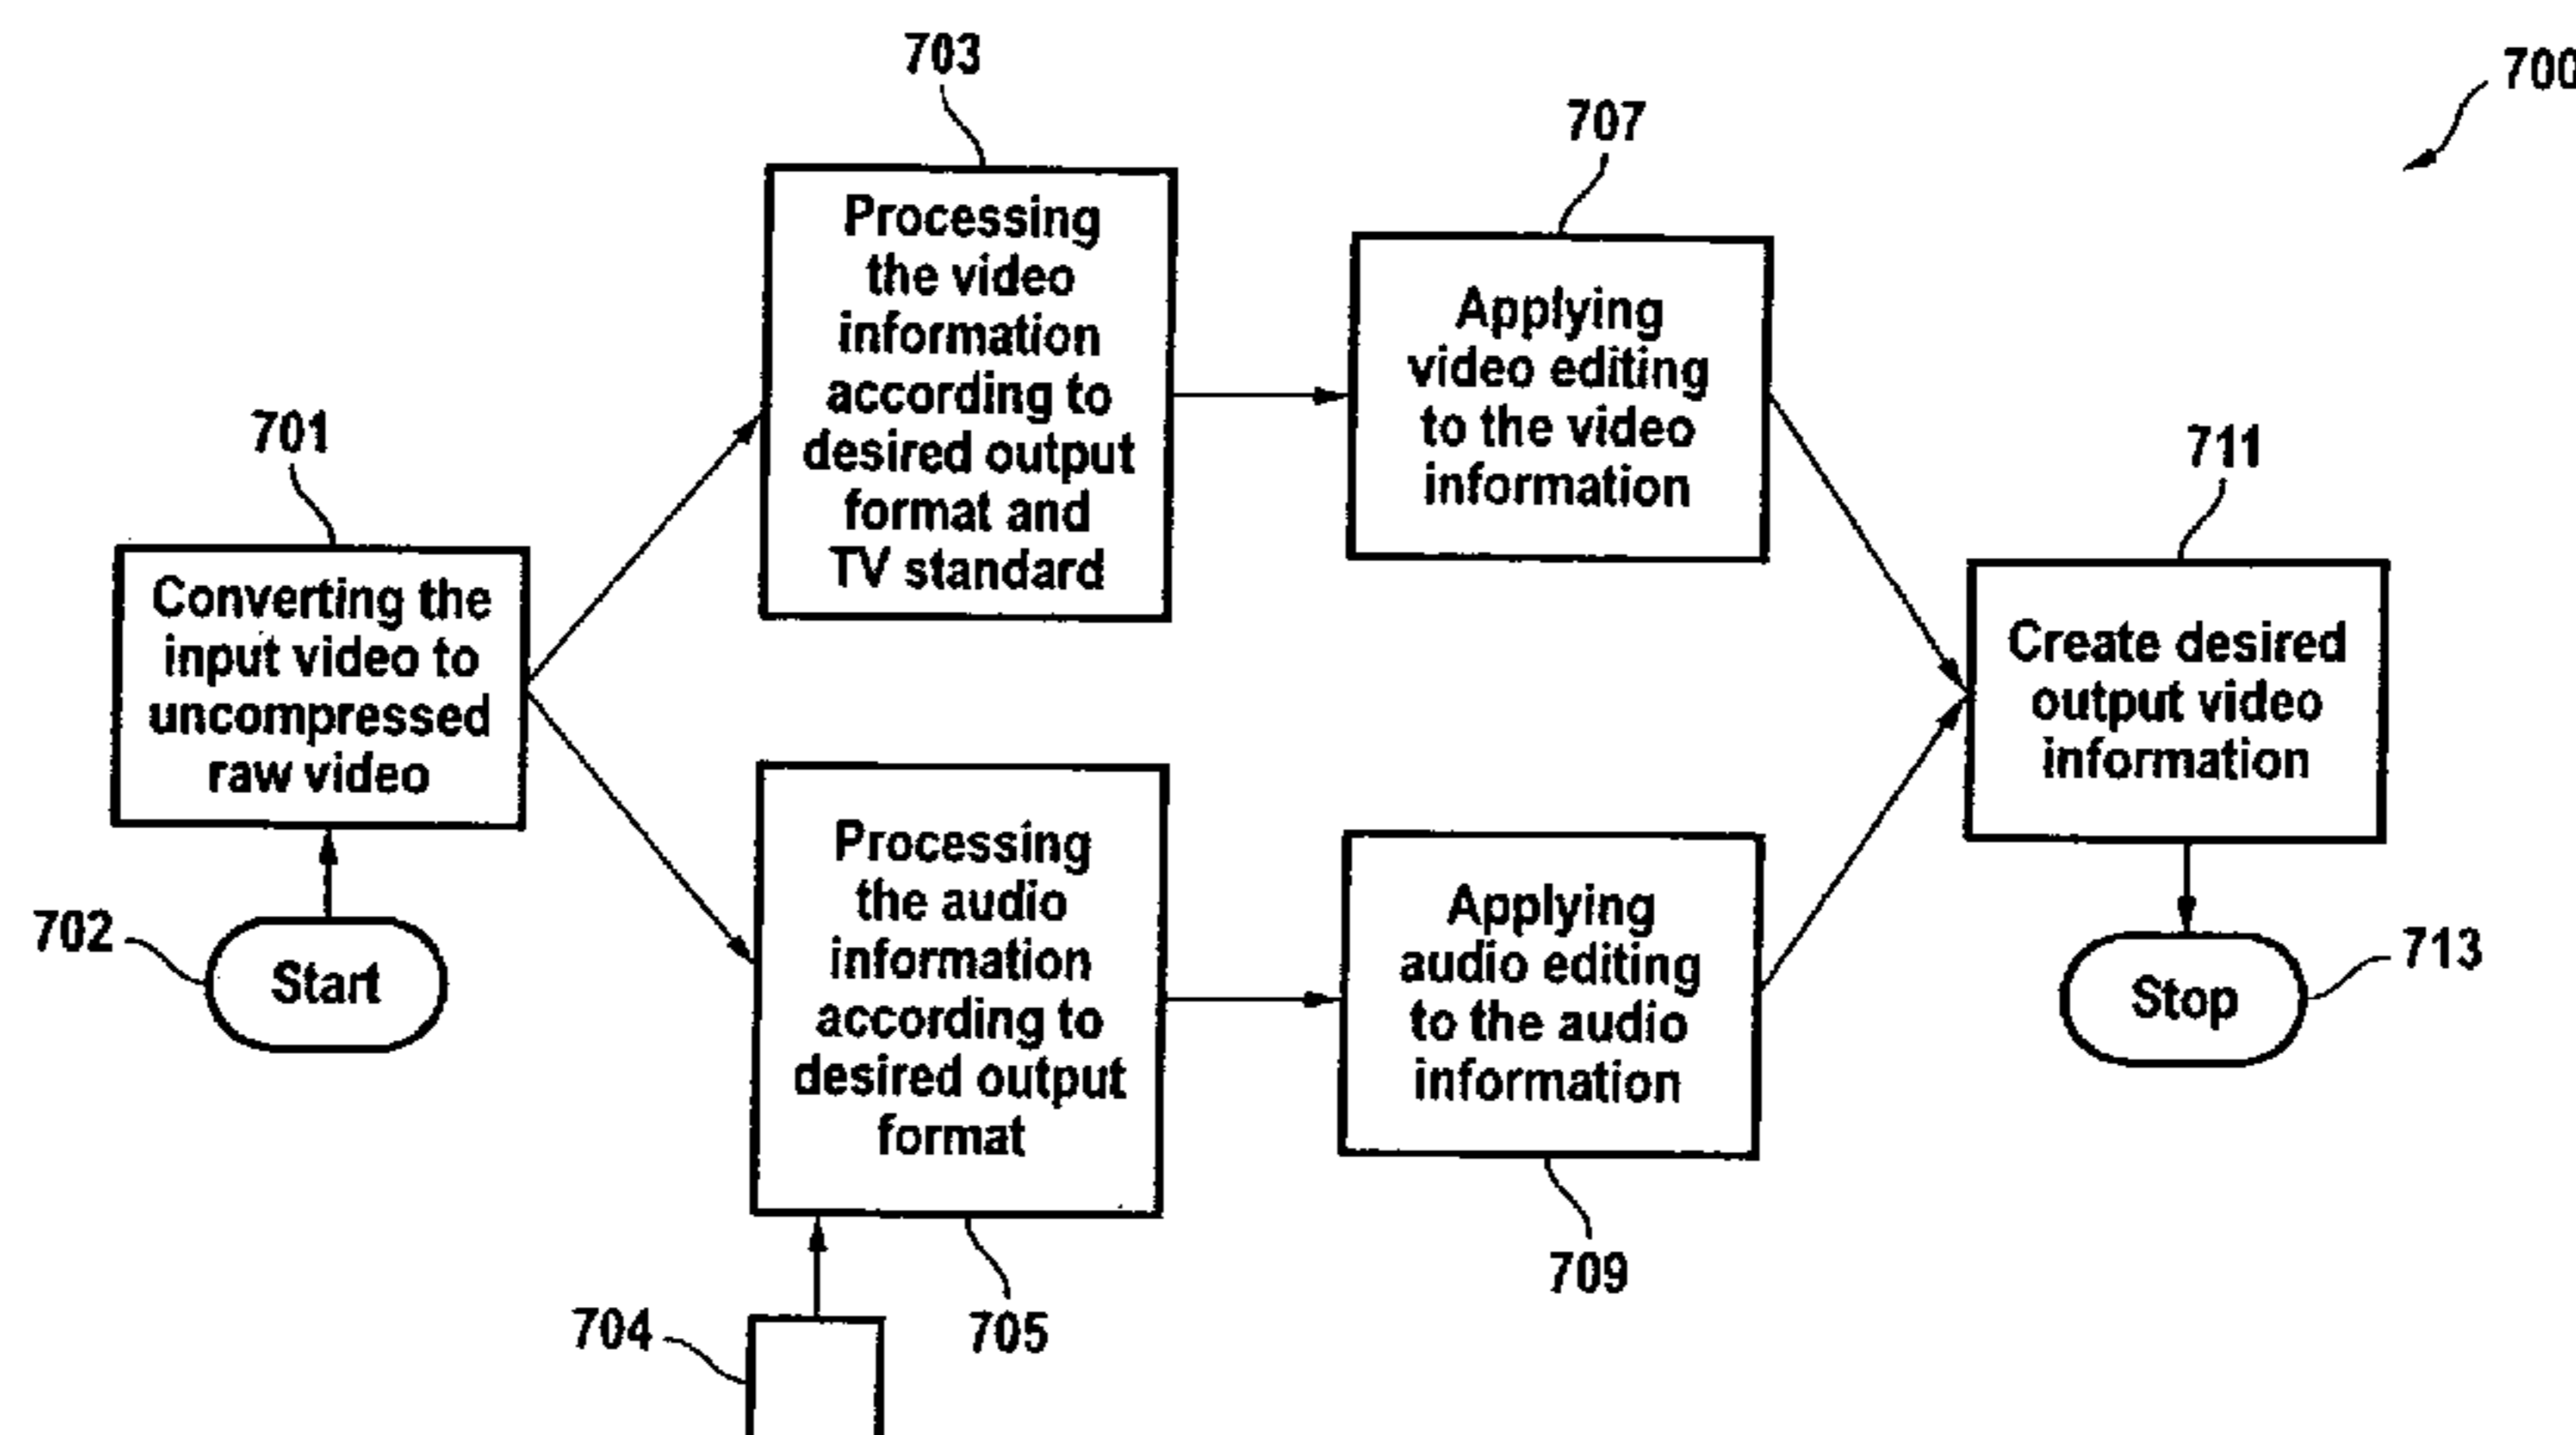 703
700
707
Processing
the video
information
according to
desired output
format and
TV standard
Applying
video editing
to the video
information
701
711
Converting the
input video to
uncompressed
raw video
Create desired
output video
information
Processing
the audio
information
according to
desired output
format
Applying
audio editing
to the audio
information
702
Start
713
Stop
709
704
705